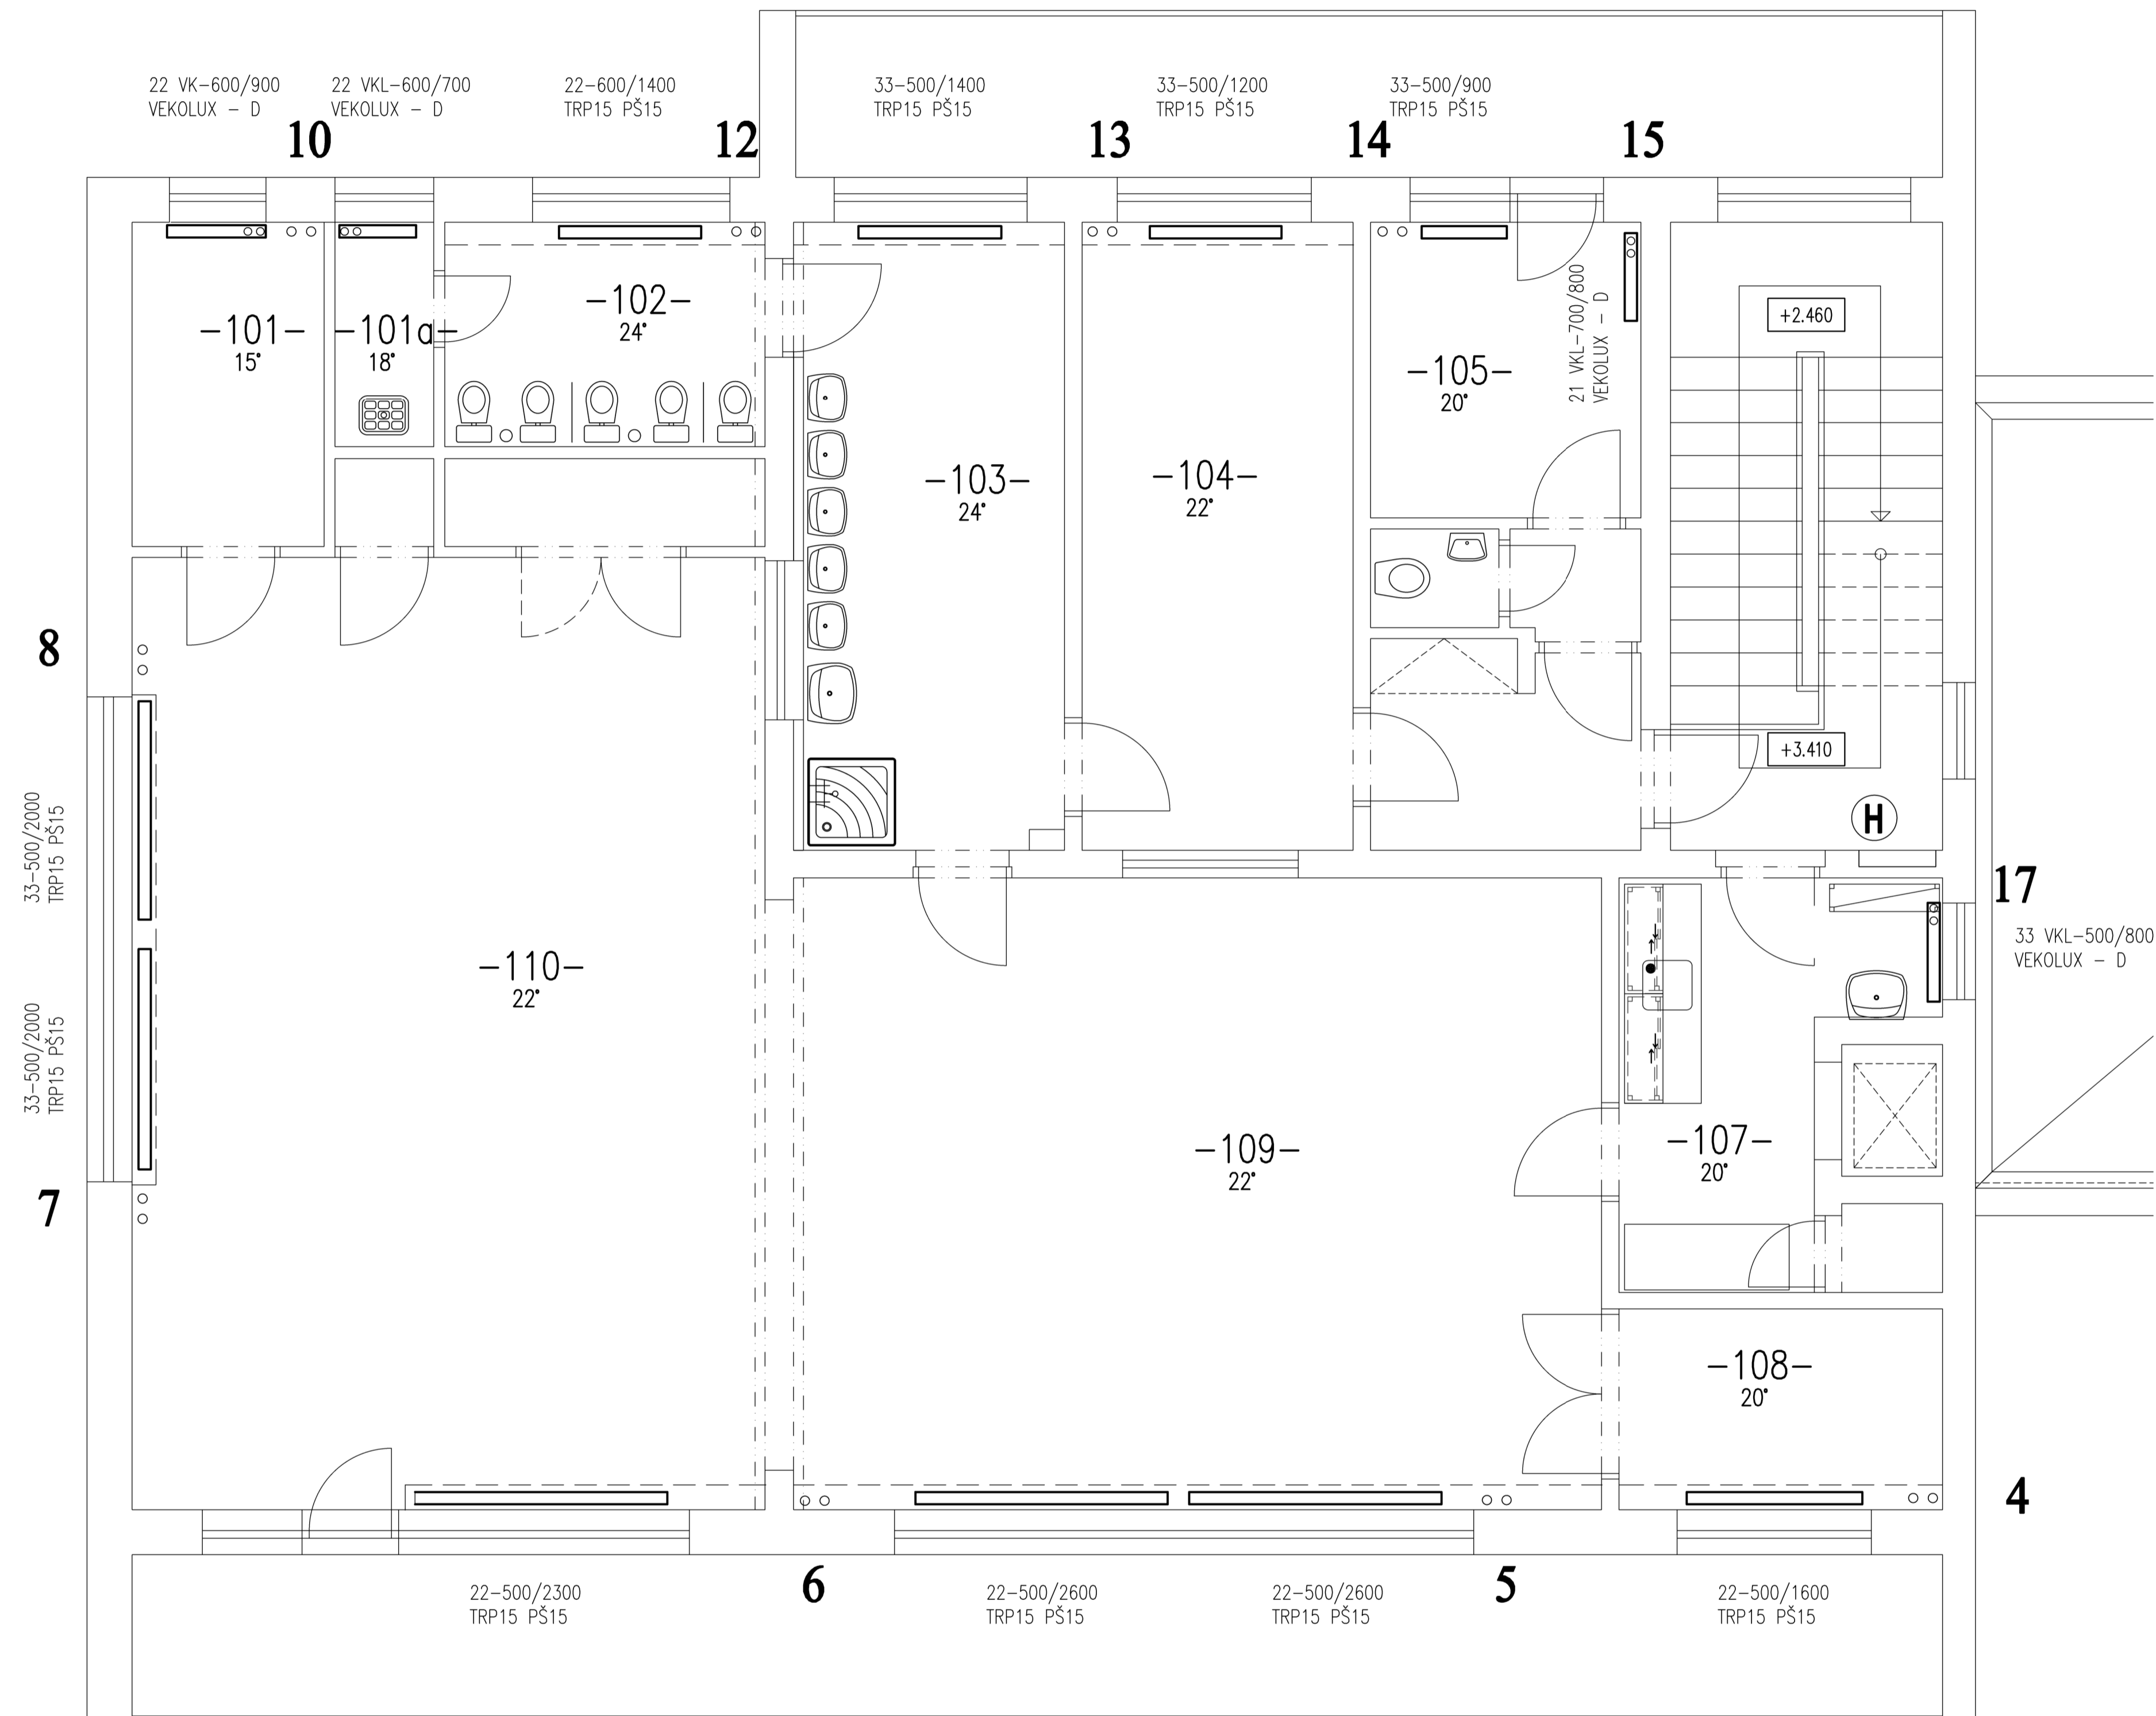 22 VK-600/900
VEKOLUX - D
22 VKL-600/700
VEKOLUX - D
22-600/1400
TRP15 PŠ15
33-500/1400
TRP15 PŠ15
33-500/1200
TRP15 PŠ15
33-500/900
TRP15 PŠ15
10
12
13
14
15
-101-
15°
-101a-
18°
-102-
24°
-103-
24°
-104-
22°
-105-
20°
21 VKL-700/800
VEKOLUX - D
+2.460
+3.410
H
8
33-500/2000
TRP15 PŠ15
33-500/2000
TRP15 PŠ15
7
-110-
22°
-109-
22°
-107-
20°
-108-
20°
17
33 VKL-500/800
VEKOLUX - D
4
6
5
22-500/2300
TRP15 PŠ15
22-500/2600
TRP15 PŠ15
22-500/2600
TRP15 PŠ15
22-500/1600
TRP15 PŠ15